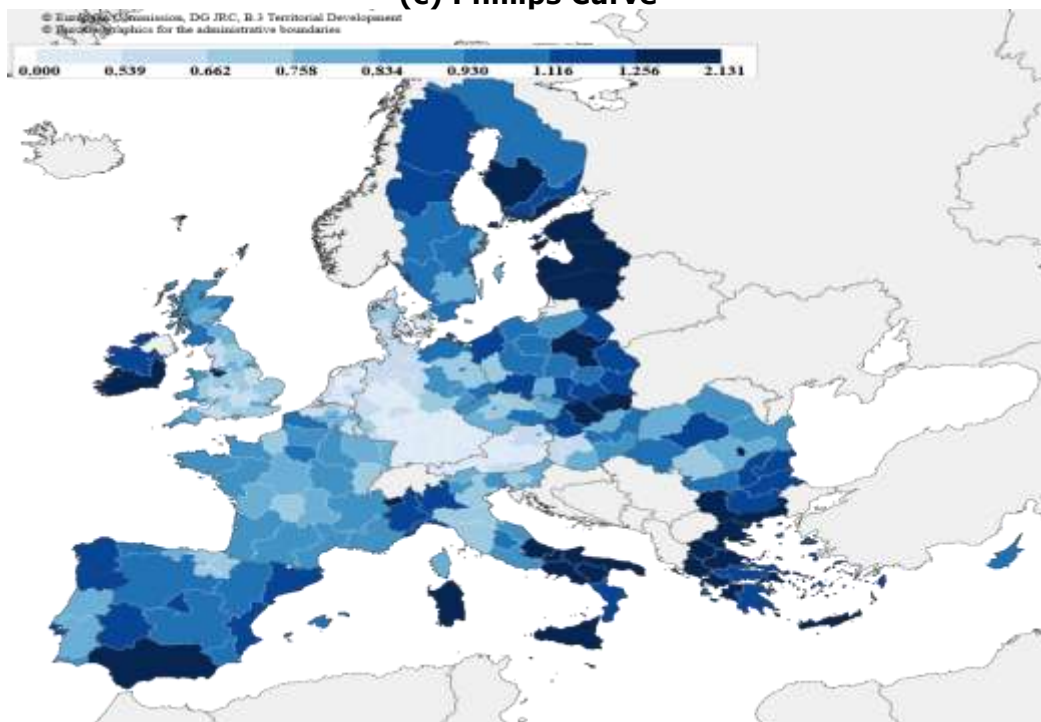 (c) Phillips Curve
© European Commission, DG JRC, B.3 Territorial Development
© Eurogeographics for the administrative boundaries
0.000 0.539 0.662 0.758 0.834 0.930 1.116 1.256 2.131